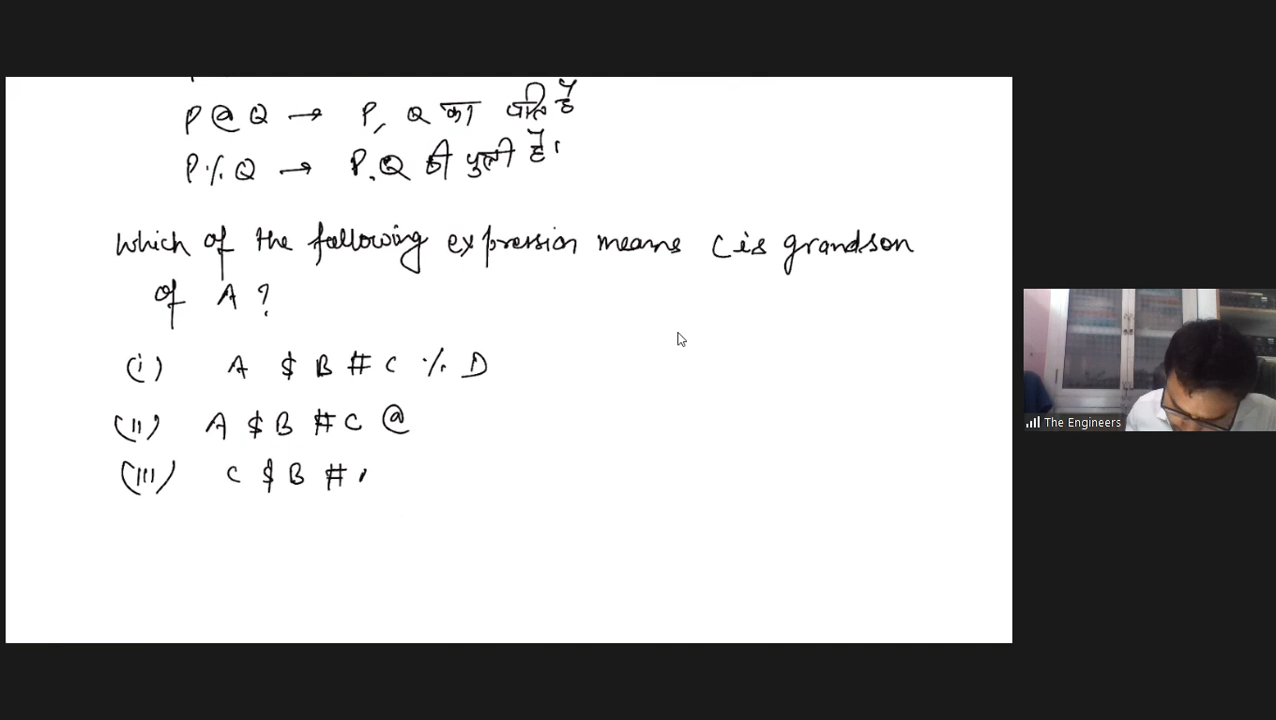 P @ Q → P, Q का पति है
P % Q → P, Q की पुत्री है।
Which of the following expression means C is grandson
of A ?
(i) A $ B # C % D
(ii) A $ B # C @
(iii) C $ B #
The Engineers